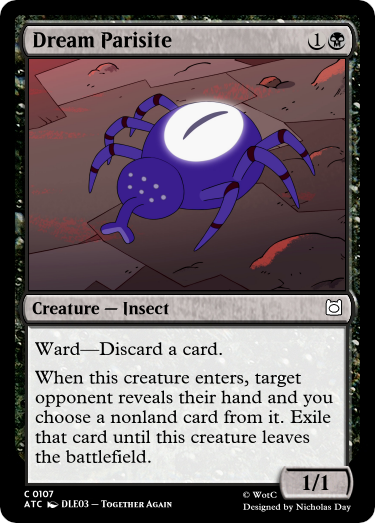 Dream Parisite 1
Creature — Insect
Ward—Discard a card.
When this creature enters, target
opponent reveals their hand and you
choose a nonland card from it. Exile
that card until this creature leaves
the battlefield.
1/1
C 0107
ATC DLE03 – Together Again
© WotC
Designed by Nicholas Day